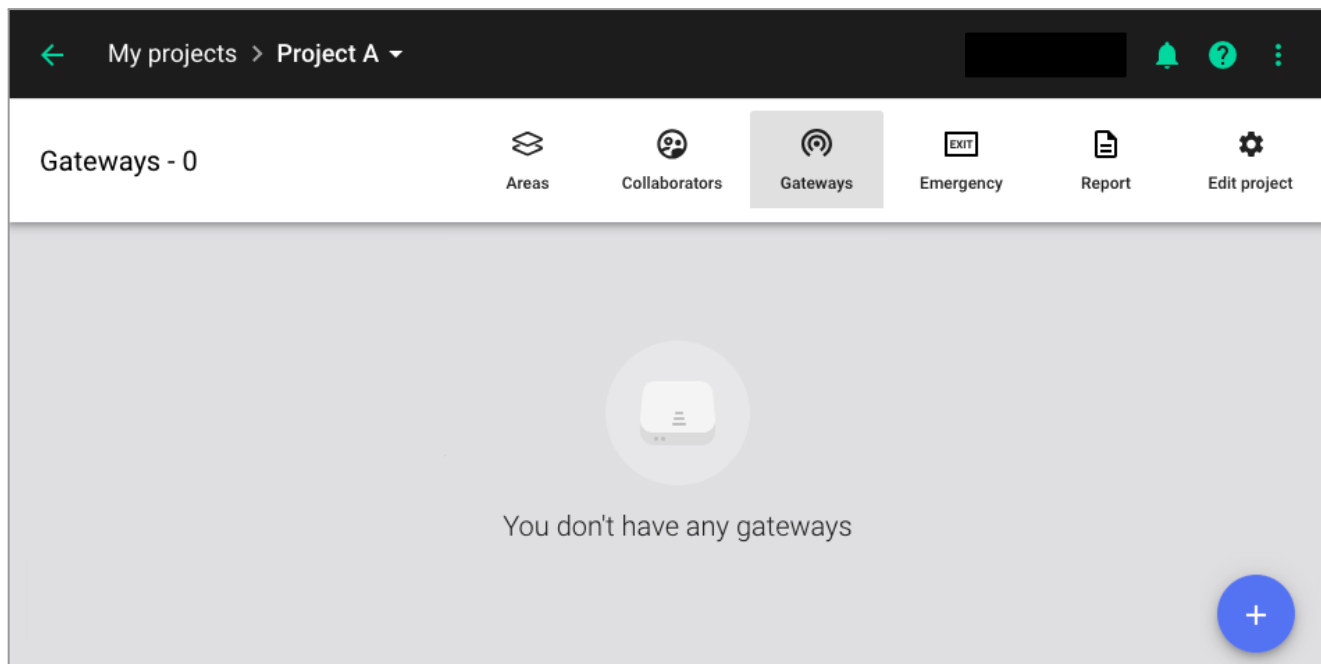 My projects > Project A
Gateways - 0
Areas
Collaborators
Gateways
EXIT
Emergency
Report
Edit project
You don't have any gateways